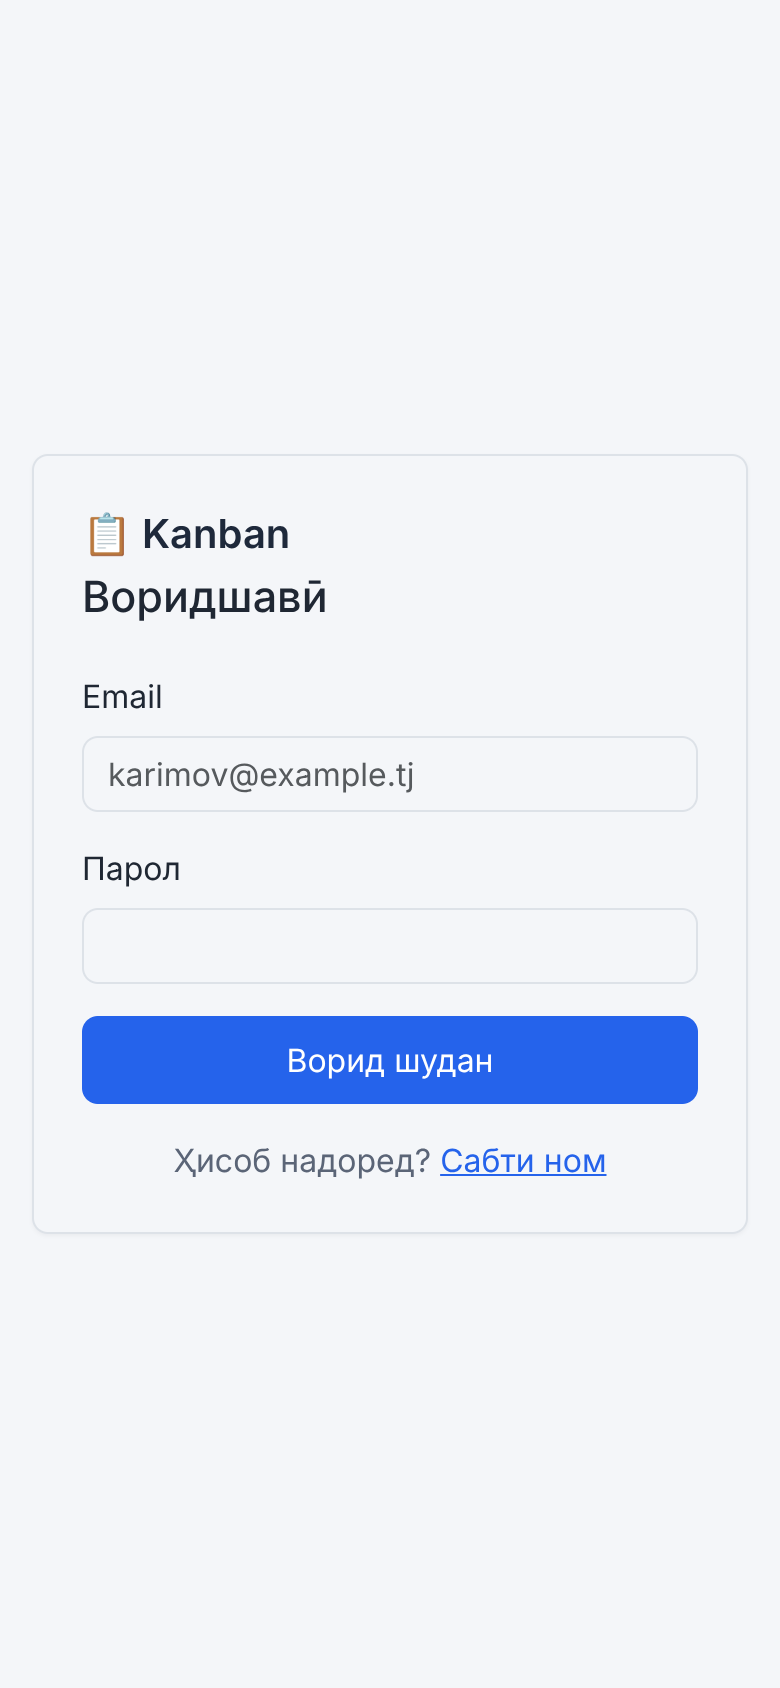 📋 Kanban
Воридшавӣ
Email
karimov@example.tj
Парол
Ворид шудан
Ҳисоб надоред? Сабти ном